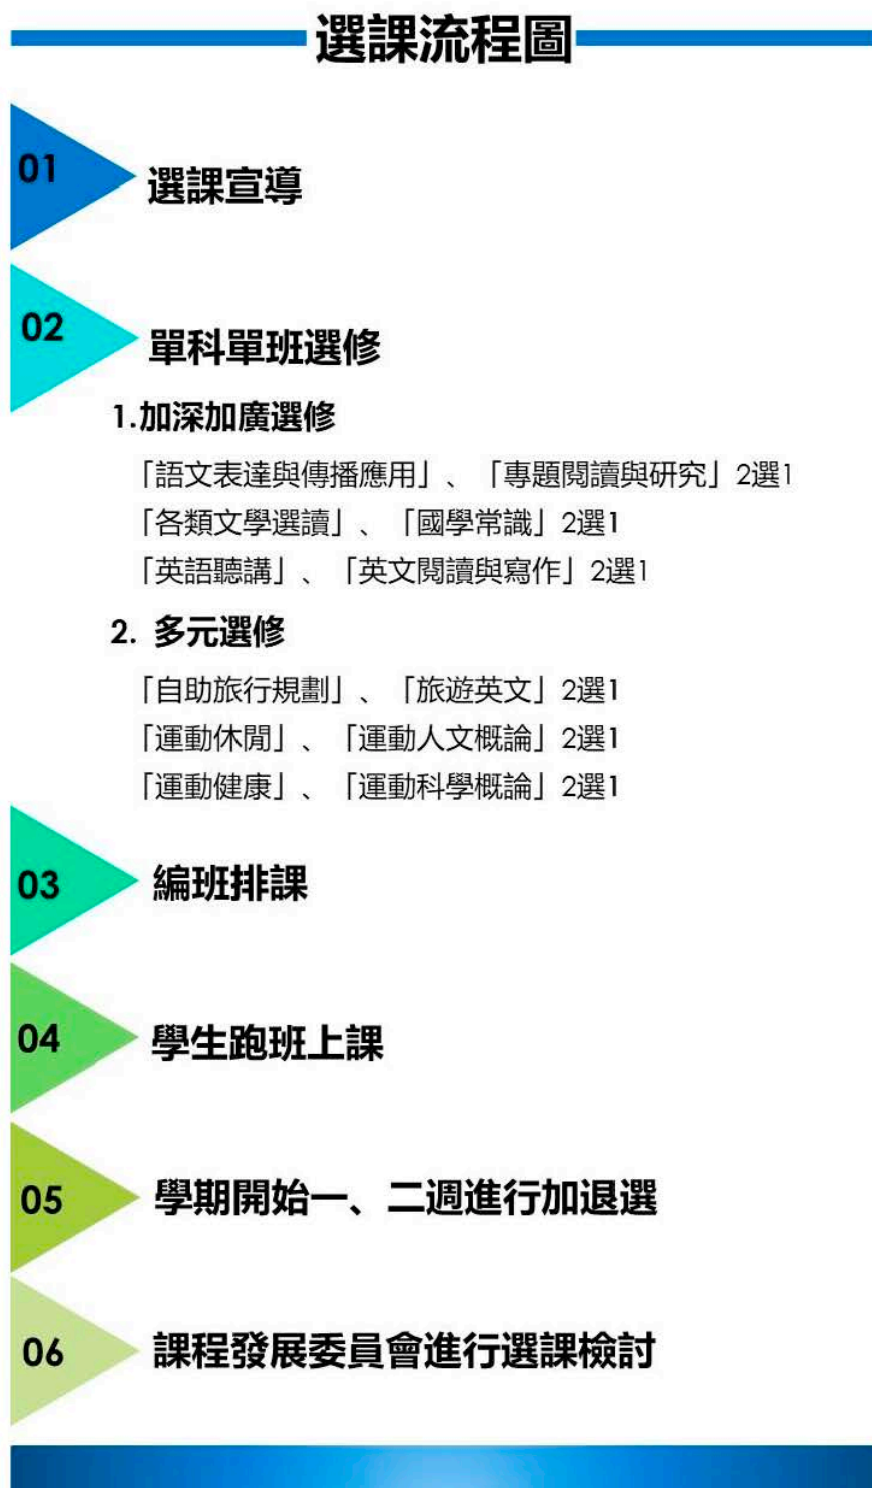 選課流程圖
01
選課宣導
02
單科單班選修
1.加深加廣選修
「語文表達與傳播應用」、「專題閱讀與研究」2選1
「各類文學選讀」、「國學常識」2選1
「英語聽講」、「英文閱讀與寫作」2選1
2. 多元選修
「自助旅行規劃」、「旅遊英文」2選1
「運動休閒」、「運動人文概論」2選1
「運動健康」、「運動科學概論」2選1
03
編班排課
04
學生跑班上課
05
學期開始一、二週進行加退選
06
課程發展委員會進行選課檢討